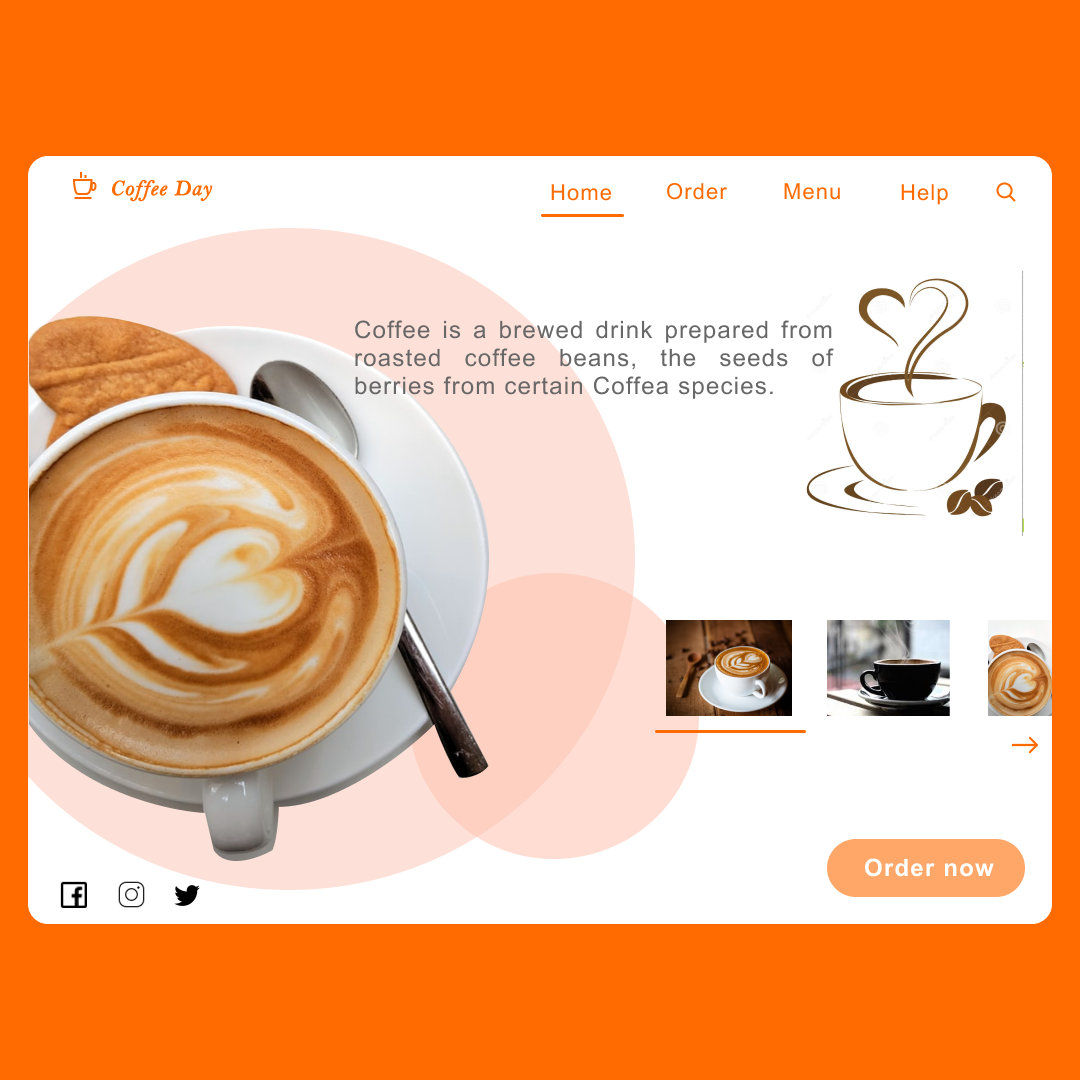 Coffee Day
Home
Order
Menu
Help
Coffee is a brewed drink prepared from
roasted coffee beans, the seeds of
berries from certain Coffea species.
Order now